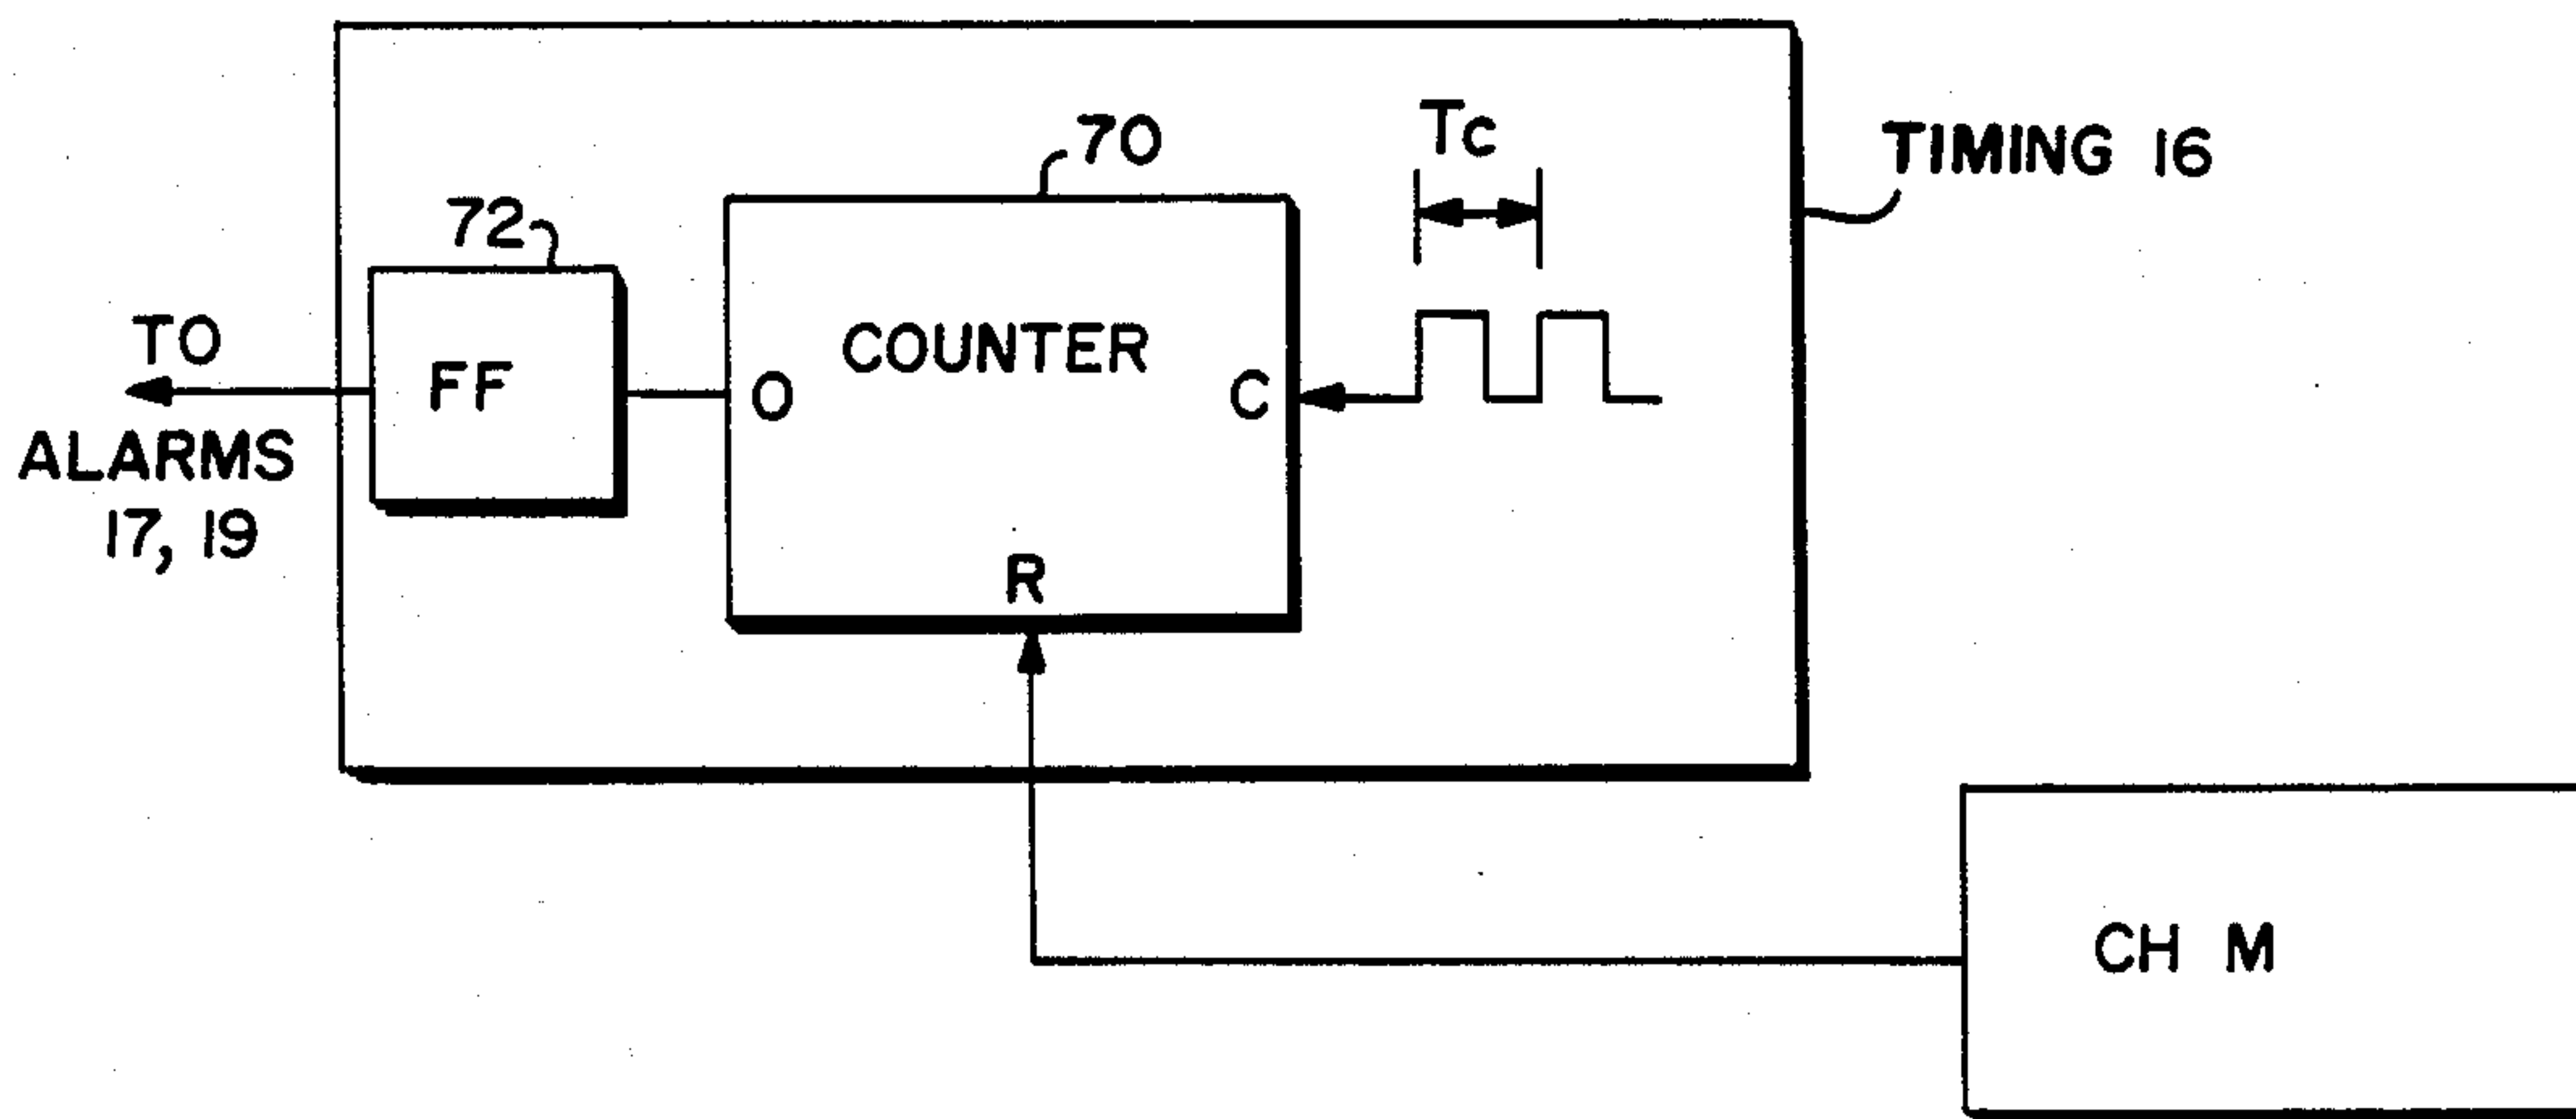 70
Tc
TIMING 16
72
TO
ALARMS
17, 19
FF
COUNTER
O
C
R
CH M